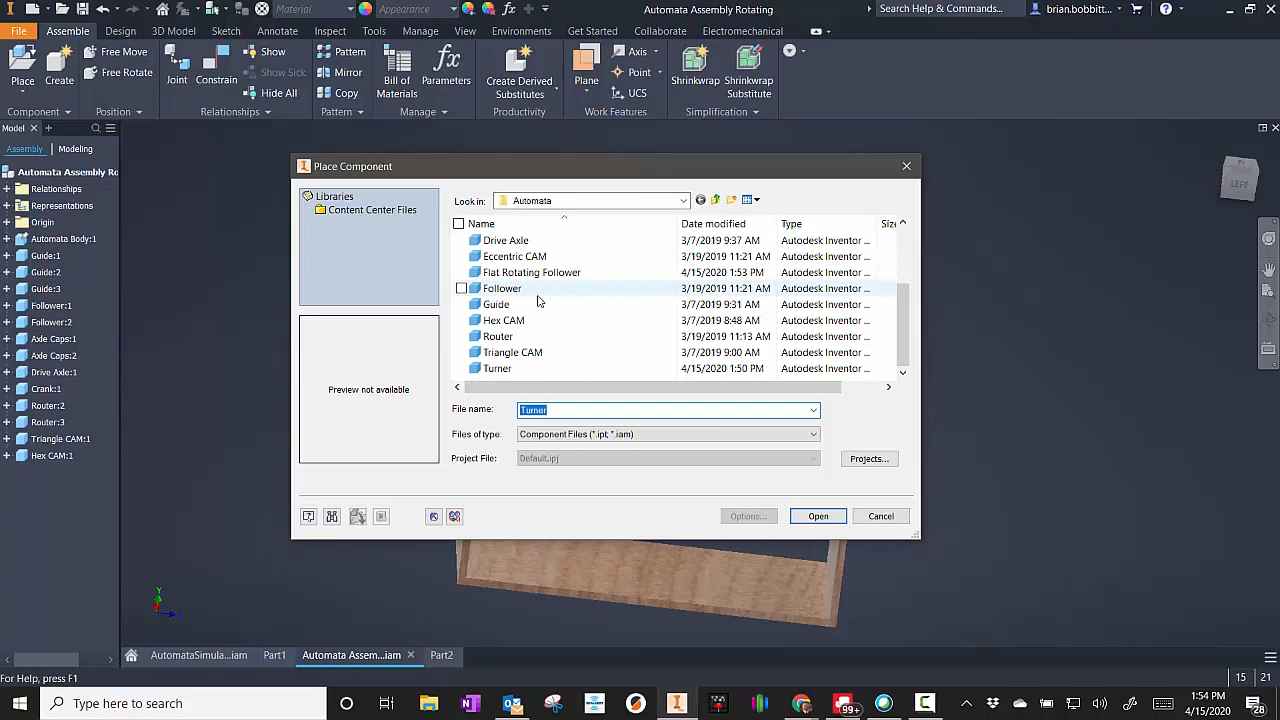 Material
Appearance
Automata Assembly Rotating
Search Help & Commands...
brian.bobbitt...
File
Assemble
Design
3D Model
Sketch
Annotate
Inspect
Tools
Manage
View
Environments
Get Started
Collaborate
Electromechanical
Place
Create
Free Move
Free Rotate
Joint
Constrain
Show
Show Sick
Hide All
Pattern
Mirror
Copy
Bill of
Materials
Parameters
Create Derived
Substitutes
Plane
Axis
Point
UCS
Shrinkwrap
Shrinkwrap
Substitute
Component
Position
Relationships
Pattern
Manage
Productivity
Work Features
Simplification
Model
Assembly
Modeling
Automata Assembly Ro
Relationships
Representations
Origin
Automata Body:1
Guide:1
Guide:2
Guide:3
Follower:1
Follower:2
Axle Caps:1
Axle Caps:2
Drive Axle:1
Crank:1
Router:2
Router:3
Triangle CAM:1
Hex CAM:1
LEFT
Place Component
Libraries
Content Center Files
Preview not available
Look in:
Automata
Name
Date modified
Type
Size
Drive Axle 3/7/2019 9:37 AM Autodesk Inventor ...
Eccentric CAM 3/19/2019 11:21 AM Autodesk Inventor ...
Flat Rotating Follower 4/15/2020 1:53 PM Autodesk Inventor ...
Follower 3/19/2019 11:21 AM Autodesk Inventor ...
Guide 3/7/2019 9:31 AM Autodesk Inventor ...
Hex CAM 3/7/2019 8:48 AM Autodesk Inventor ...
Router 3/19/2019 11:13 AM Autodesk Inventor ...
Triangle CAM 3/7/2019 9:00 AM Autodesk Inventor ...
Turner 4/15/2020 1:50 PM Autodesk Inventor ...
File name:
Turner
Files of type:
Component Files (*.ipt; *.iam)
Project File:
Default.ipj
Projects...
Options...
Open
Cancel
Y
Z
AutomataSimula...iam
Part1
Automata Assem...iam
Part2
For Help, press F1
15
21
Type here to search
99+
1:54 PM
4/15/2020
28